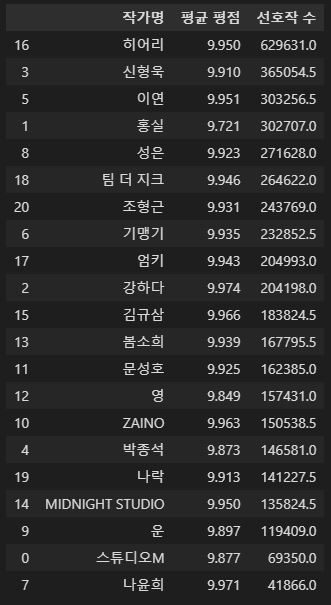 작가명 평균 평점 선호작 수
16 히어리 9.950 629631.0
3 신형욱 9.910 365054.5
5 이연 9.951 303256.5
1 홍실 9.721 302707.0
8 성은 9.923 271628.0
18 팀 더 지크 9.946 264622.0
20 조형근 9.931 243769.0
6 기맹기 9.935 232852.5
17 엄키 9.943 204993.0
2 강하다 9.974 204198.0
15 김규삼 9.966 183824.5
13 봄소희 9.939 167795.5
11 문성호 9.925 162385.0
12 영 9.849 157431.0
10 ZAINO 9.963 150538.5
4 박종석 9.873 146581.0
19 나락 9.913 141227.5
14 MIDNIGHT STUDIO 9.950 135824.5
9 운 9.897 119409.0
0 스튜디오M 9.877 69350.0
7 나윤희 9.971 41866.0